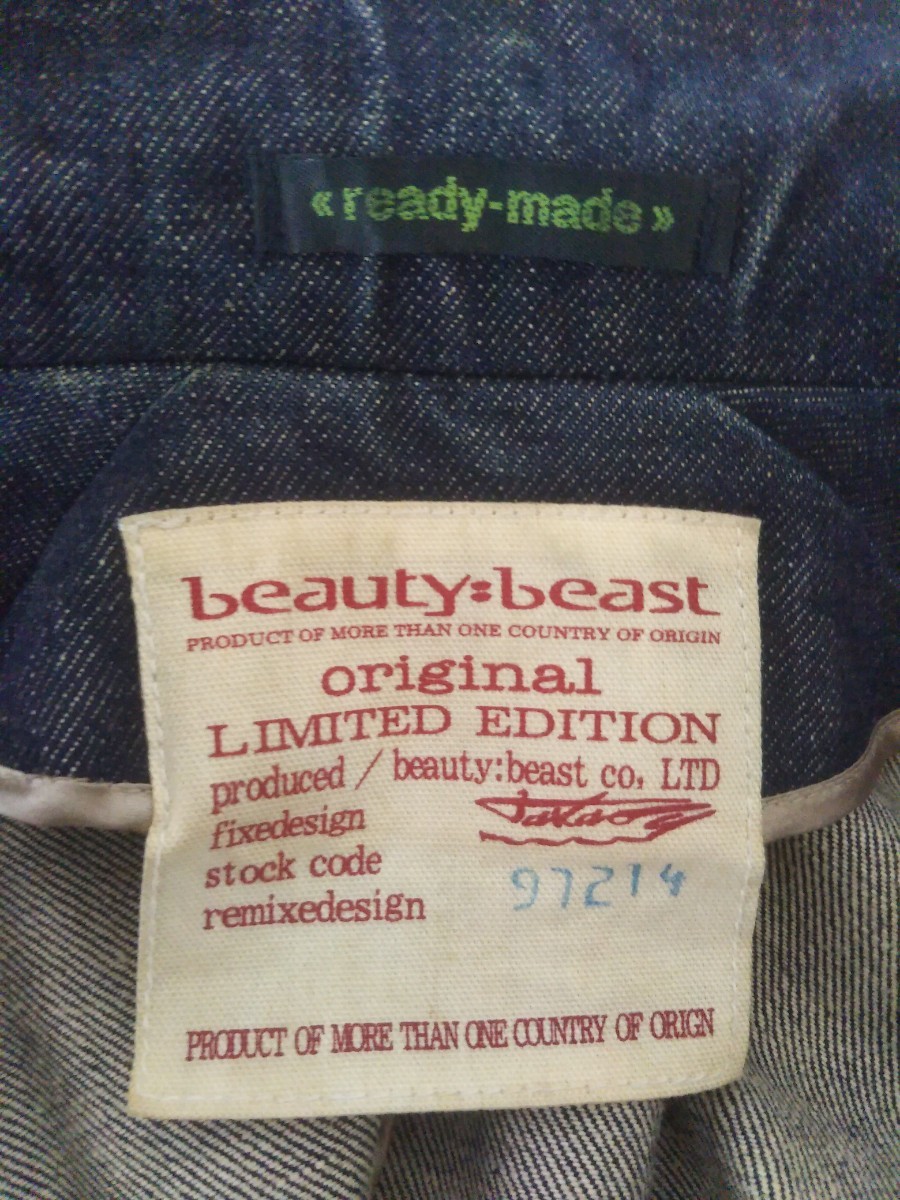 « ready-made »
beauty:beast
PRODUCT OF MORE THAN ONE COUNTRY OF ORIGIN
original
LIMITED EDITION
produced / beauty:beast co, LTD
fixedesign
stock code 97214
remixedesign
PRODUCT OF MORE THAN ONE COUNTRY OF ORIGN